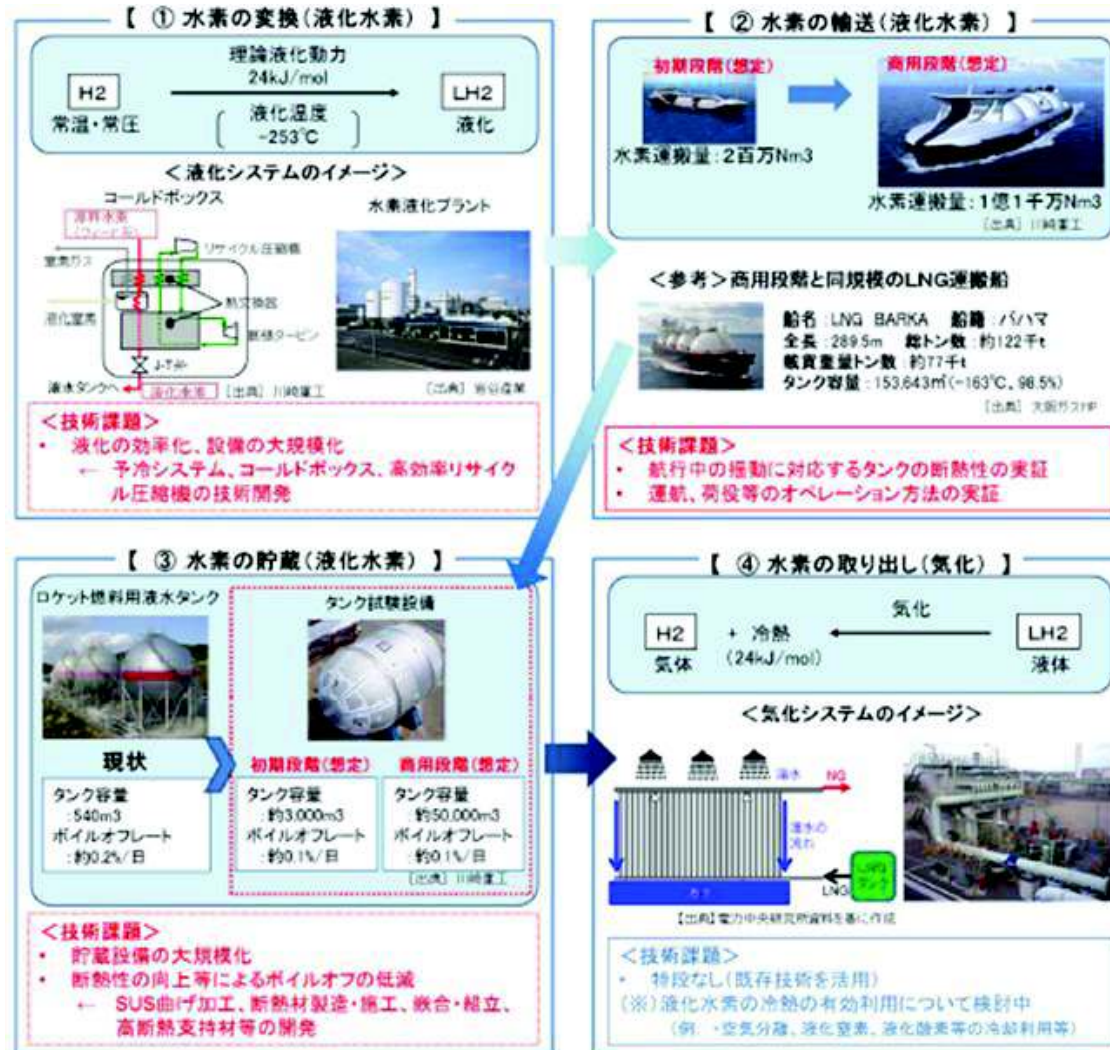 【 ① 水素の変換(液化水素) 】
理論液化動力
24kJ/mol
H2
LH2
常温・常圧
液化温度
-253℃
液化
<液化システムのイメージ>
コールドボックス
水素液化プラント
原料水素
リサイクル圧縮機
窒素ガス
熱交換器
液化窒素
膨張タービン
J-T弁
液水タンクへ
液化水素
[出典] 川崎重工
[出典] 岩谷産業
<技術課題>
・ 液化の効率化、設備の大規模化
← 予冷システム、コールドボックス、高効率リサイク
ル圧縮機の技術開発
【 ② 水素の輸送(液化水素) 】
初期段階(想定)
商用段階(想定)
水素運搬量:2百万Nm3
水素運搬量:1億1千万Nm3
[出典] 川崎重工
<参考>商用段階と同規模のLNG運搬船
船名:LNG BARKA 船籍:バハマ
全長:289.5m 総トン数:約122千t
載貨重量トン数:約77千t
タンク容量:153,643㎥(-163℃、98.5%)
[出典] 大阪ガスHP
<技術課題>
・ 航行中の揺動に対応するタンクの断熱性の実証
・ 運航、荷役等のオペレーション方法の実証
【 ③ 水素の貯蔵(液化水素) 】
ロケット燃料用液水タンク
タンク試験設備
現状
初期段階(想定)
商用段階(想定)
タンク容量
:540m3
ボイルオフレート
:約0.2%/日
タンク容量
:約3,000m3
ボイルオフレート
:約0.1%/日
タンク容量
:約50,000m3
ボイルオフレート
:約0.1%/日
[出典] 川崎重工
<技術課題>
・ 貯蔵設備の大規模化
・ 断熱性の向上等によるボイルオフの低減
← SUS曲げ加工、断熱材製造・施工、嵌合・組立、
高断熱支持材等の開発
【 ④ 水素の取り出し(気化) 】
気化
H2
+ 冷熱
LH2
気体
(24kJ/mol)
液体
<気化システムのイメージ>
海水
NG
海水の
流れ
LNG
タンク
LNG
【出典】電力中央研究所資料を基に作成
<技術課題>
・ 特段なし(既存技術を活用)
(※)液化水素の冷熱の有効利用について検討中
(例 ・空気分離、液化窒素、液化酸素等の冷却利用等)